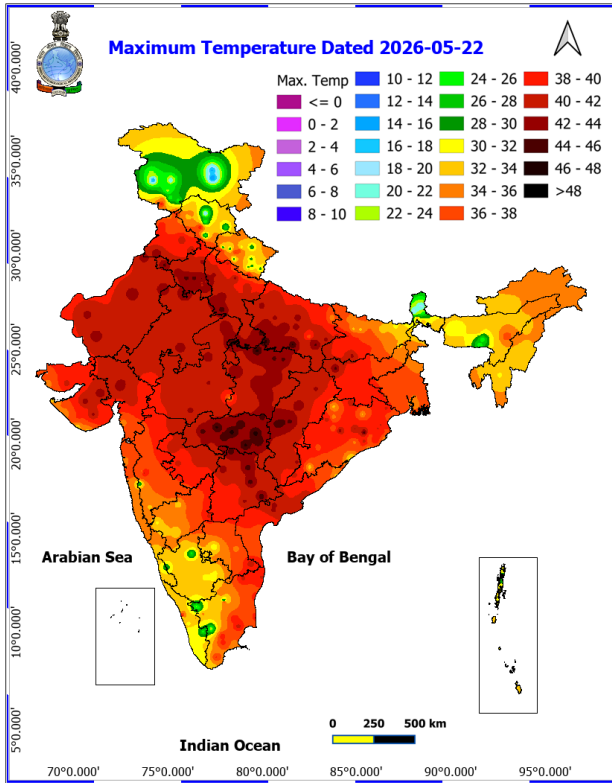 Maximum Temperature Dated 2026-05-22
Max. Temp
<= 0
0 - 2
2 - 4
4 - 6
6 - 8
8 - 10
10 - 12
12 - 14
14 - 16
16 - 18
18 - 20
20 - 22
22 - 24
24 - 26
26 - 28
28 - 30
30 - 32
32 - 34
34 - 36
36 - 38
38 - 40
40 - 42
42 - 44
44 - 46
46 - 48
>48
40°0.000'
35°0.000'
30°0.000'
25°0.000'
20°0.000'
15°0.000'
10°0.000'
5°0.000'
Arabian Sea
Bay of Bengal
Indian Ocean
0 250 500 km
70°0.000' 75°0.000' 80°0.000' 85°0.000' 90°0.000' 95°0.000'